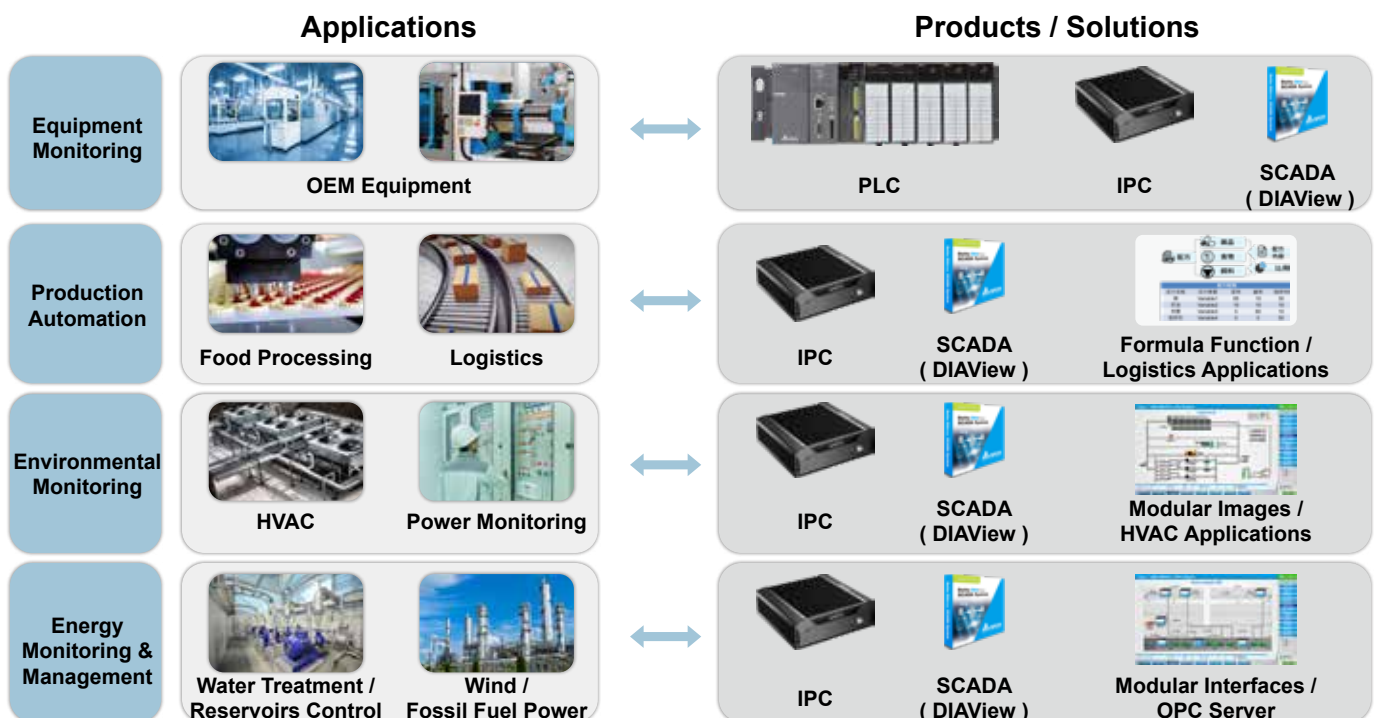 Applications
Products / Solutions
Equipment
Monitoring
OEM Equipment
PLC
IPC
SCADA
( DIAView )
Production
Automation
Food Processing
Logistics
IPC
SCADA
( DIAView )
Formula Function /
Logistics Applications
Environmental
Monitoring
HVAC
Power Monitoring
IPC
SCADA
( DIAView )
Modular Images /
HVAC Applications
Energy
Monitoring &
Management
Water Treatment /
Reservoirs Control
Wind /
Fossil Fuel Power
IPC
SCADA
( DIAView )
Modular Interfaces /
OPC Server